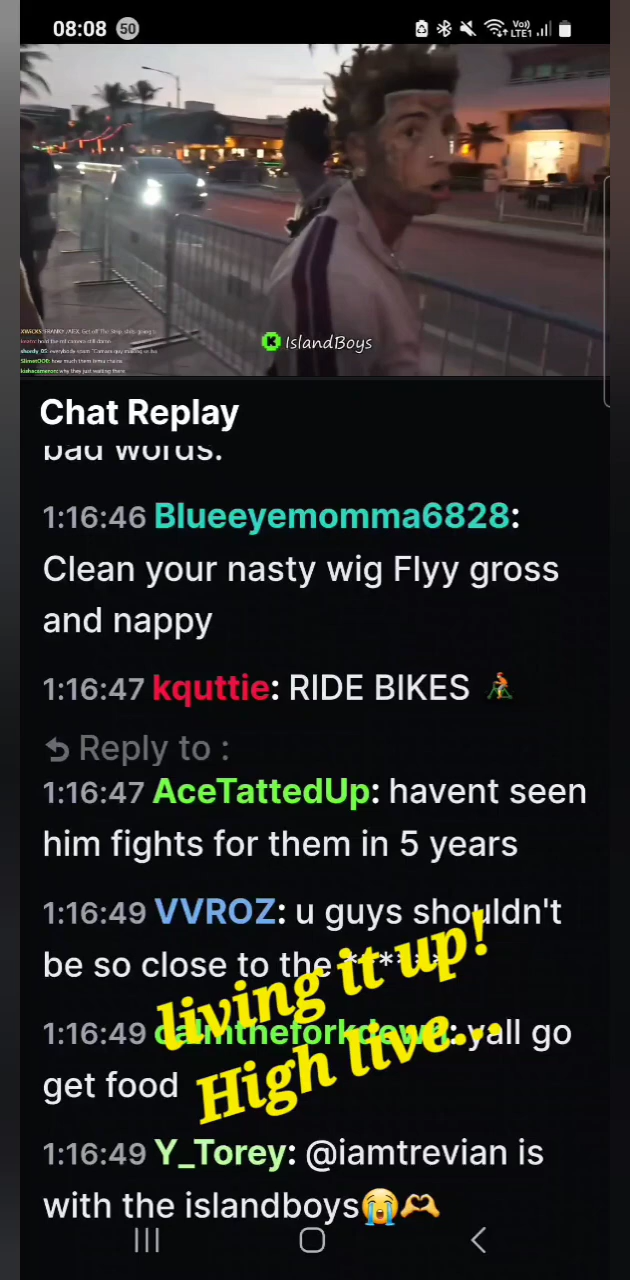 08:08 50
Vo))
LTE1
IslandBoys
Chat Replay
bad words.
1:16:46 Blueeyemomma6828:
Clean your nasty wig Flyy gross
and nappy
1:16:47 kquttie: RIDE BIKES
Reply to :
1:16:47 AceTattedUp: havent seen
him fights for them in 5 years
1:16:49 VVROZ: u guys shouldn't
be so close to the *****
living it up!
1:16:49 calmtheforkdown: yall go
High live...
get food
1:16:49 Y_Torey: @iamtrevian is
with the islandboys😭🫶